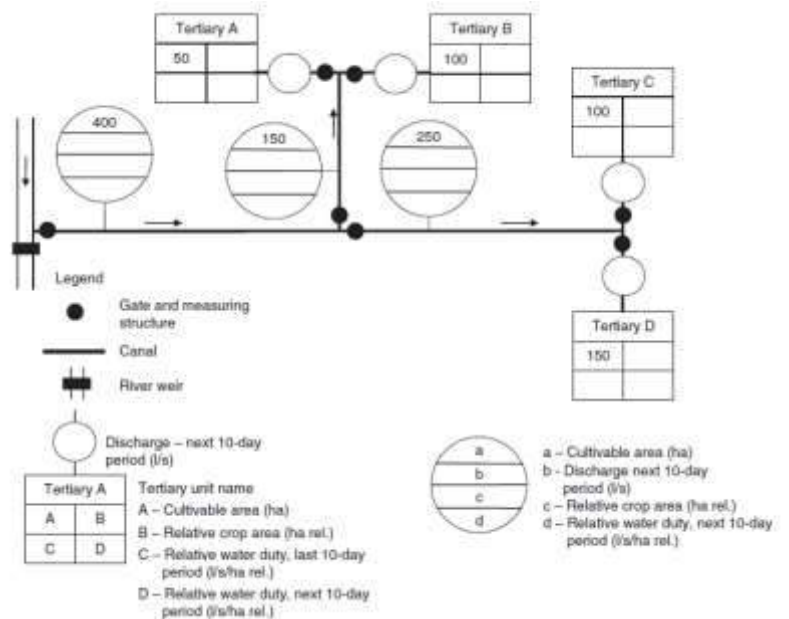 Tertiary A
50
Tertiary B
100
Tertiary C
100
400
150
250
Legend
Gate and measuring
structure
Canal
River weir
Discharge – next 10-day
period (l/s)
Tertiary D
150
Tertiary A
A B
C D
Tertiary unit name
A – Cultivable area (ha)
B – Relative crop area (ha rel.)
C – Relative water duty, last 10-day
period (l/s/ha rel.)
D – Relative water duty, next 10-day
period (l/s/ha rel.)
a
b
c
d
a – Cultivable area (ha)
b - Discharge next 10-day
period (l/s)
c – Relative crop area (ha rel.)
d – Relative water duty, next 10-day
period (l/s/ha rel.)